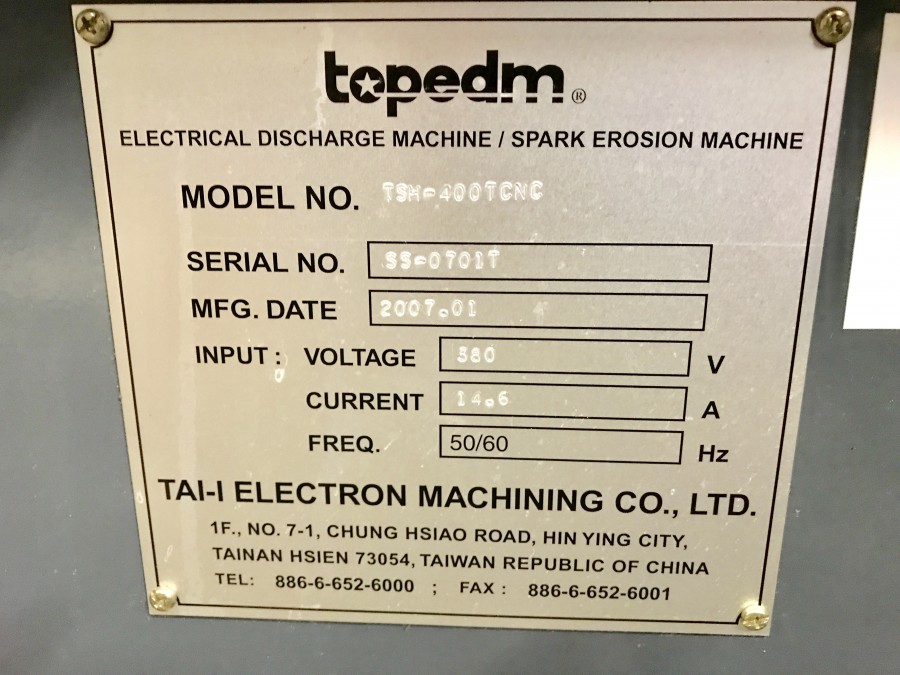 topedm®
ELECTRICAL DISCHARGE MACHINE / SPARK EROSION MACHINE
MODEL NO. TSH-400TCNC
SERIAL NO. SS-0701T
MFG. DATE 2007.01
INPUT : VOLTAGE 380 V
CURRENT 14.6 A
FREQ. 50/60 Hz
TAI-I ELECTRON MACHINING CO., LTD.
1F., NO. 7-1, CHUNG HSIAO ROAD, HIN YING CITY,
TAINAN HSIEN 73054, TAIWAN REPUBLIC OF CHINA
TEL: 886-6-652-6000 ; FAX : 886-6-652-6001